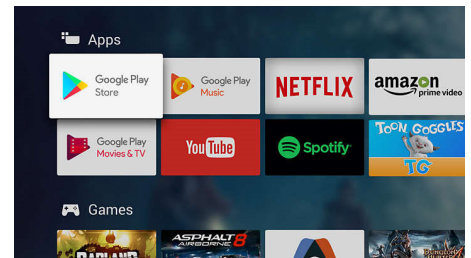 Apps
Google Play
Store
Google Play
Music
NETFLIX
amazon
prime video
Google Play
Movies & TV
YouTube
Spotify
TOON GOGGLES
TG
Games
BADLAND
ASPHALT 8
AIRBORNE